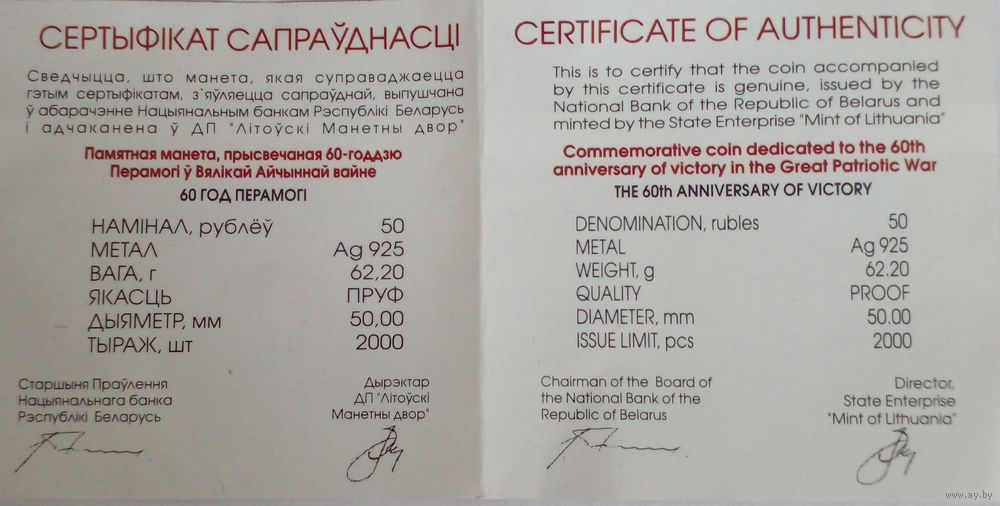 СЕРТЫФІКАТ САПРАЎДНАСЦІ
Сведчыцца, што манета, якая суправаджаецца
гэтым сертыфікатам, з`яўляецца сапраўднай, выпушчана
ў абарачэнне Нацыянальным банкам Рэспублікі Беларусь
і адчаканена ў ДП "Літоўскі Манетны двор"
Памятная манета, прысвечаная 60-годдзю
Перамогі ў Вялікай Айчыннай вайне
60 ГОД ПЕРАМОГІ
НАМІНАЛ, рублёў 50
МЕТАЛ Ag 925
ВАГА, г 62,20
ЯКАСЦЬ ПРУФ
ДЫЯМЕТР, мм 50,00
ТЫРАЖ, шт 2000
Старшыня Праўлення
Нацыянальнага банка
Рэспублікі Беларусь
Дырэктар
ДП "Літоўскі
Манетны двор"
CERTIFICATE OF AUTHENTICITY
This is to certify that the coin accompanied
by this certificate is genuine, issued by the
National Bank of the Republic of Belarus and
minted by the State Enterprise "Mint of Lithuania"
Commemorative coin dedicated to the 60th
anniversary of victory in the Great Patriotic War
THE 60th ANNIVERSARY OF VICTORY
DENOMINATION, rubles 50
METAL Ag 925
WEIGHT, g 62.20
QUALITY PROOF
DIAMETER, mm 50.00
ISSUE LIMIT, pcs 2000
Chairman of the Board of
the National Bank of the
Republic of Belarus
Director,
State Enterprise
"Mint of Lithuania"
www.ay.by